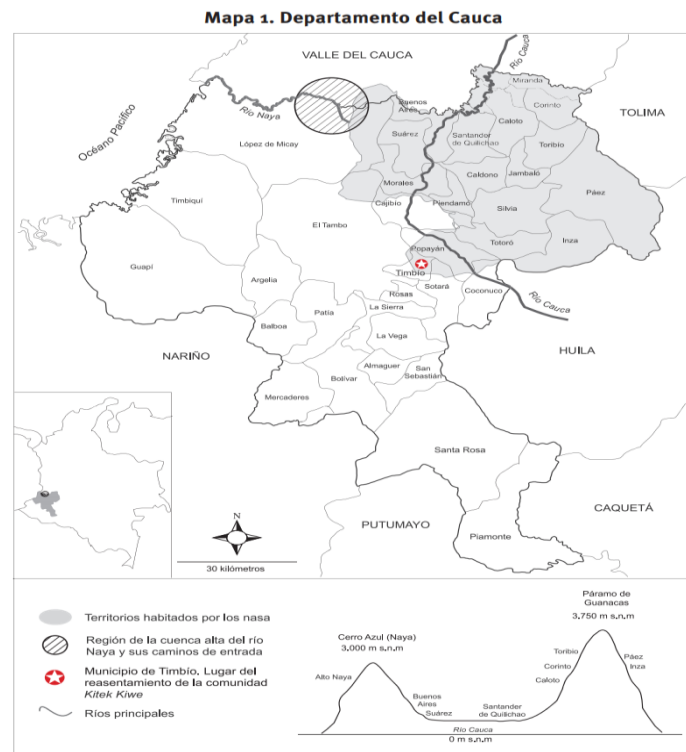 Mapa 1. Departamento del Cauca
VALLE DEL CAUCA
Río Cauca
TOLIMA
Océano Pacífico
Río Naya
Miranda
Corinto
Buenos
Aires
Caloto
López de Micay
Suárez
Santander
de Quilichao
Toribío
Jambaló
Páez
Caldono
Morales
Timbiquí
Cajibío
Piendamó
Silvia
El Tambo
Totoró
Inza
Popayán
Guapí
Timbío
Argelia
Sotará
Coconuco
Rosas
Río Cauca
Patía
La Sierra
Balboa
La Vega
NARIÑO
HUILA
Almaguer
San
Sebastián
Bolívar
Mercaderes
Santa Rosa
CAQUETÁ
PUTUMAYO
Piamonte
N
30 kilómetros
Territorios habitados por los nasa
Región de la cuenca alta del río
Naya y sus caminos de entrada
Municipio de Timbío, Lugar del
reasentamiento de la comunidad
Kitek Kiwe
Ríos principales
Páramo de
Guanacas
3,750 m s.n.m
Cerro Azul (Naya)
3,000 m s.n.m
Alto Naya
Buenos
Aires
Suárez
Santander
de Quilichao
Toribio
Corinto
Caloto
Páez
Inza
Río Cauca
0 m s.n.m